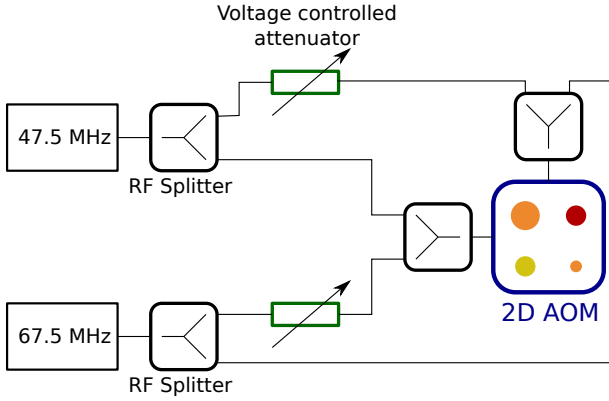 Voltage controlled
attenuator
47.5 MHz
RF Splitter
2D AOM
67.5 MHz
RF Splitter